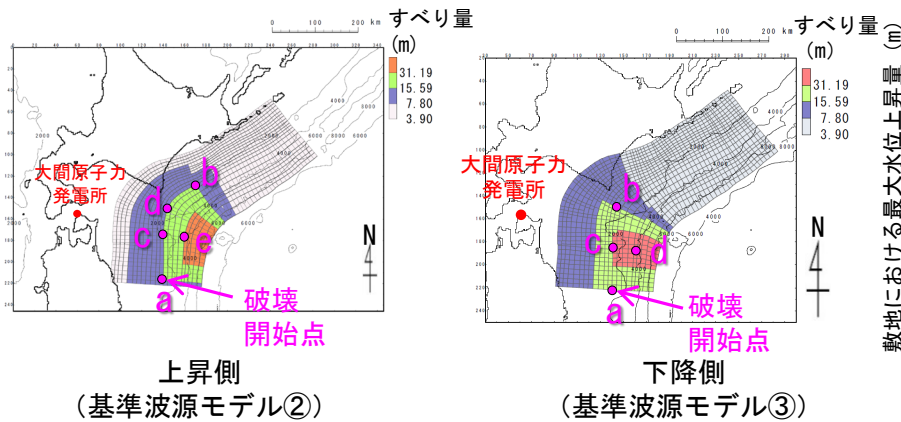 0 100 200 km
すべり量
(m)
31.19
15.59
7.80
3.90
大間原子力
発電所
b
d
c
e
a
破壊
開始点
N
上昇側
(基準波源モデル②)
0 100 200 km
すべり量
(m)
31.19
15.59
7.80
3.90
大間原子力
発電所
b
c
d
a
破壊
開始点
N
下降側
(基準波源モデル③)
敷地における最大水位上昇量 (m)